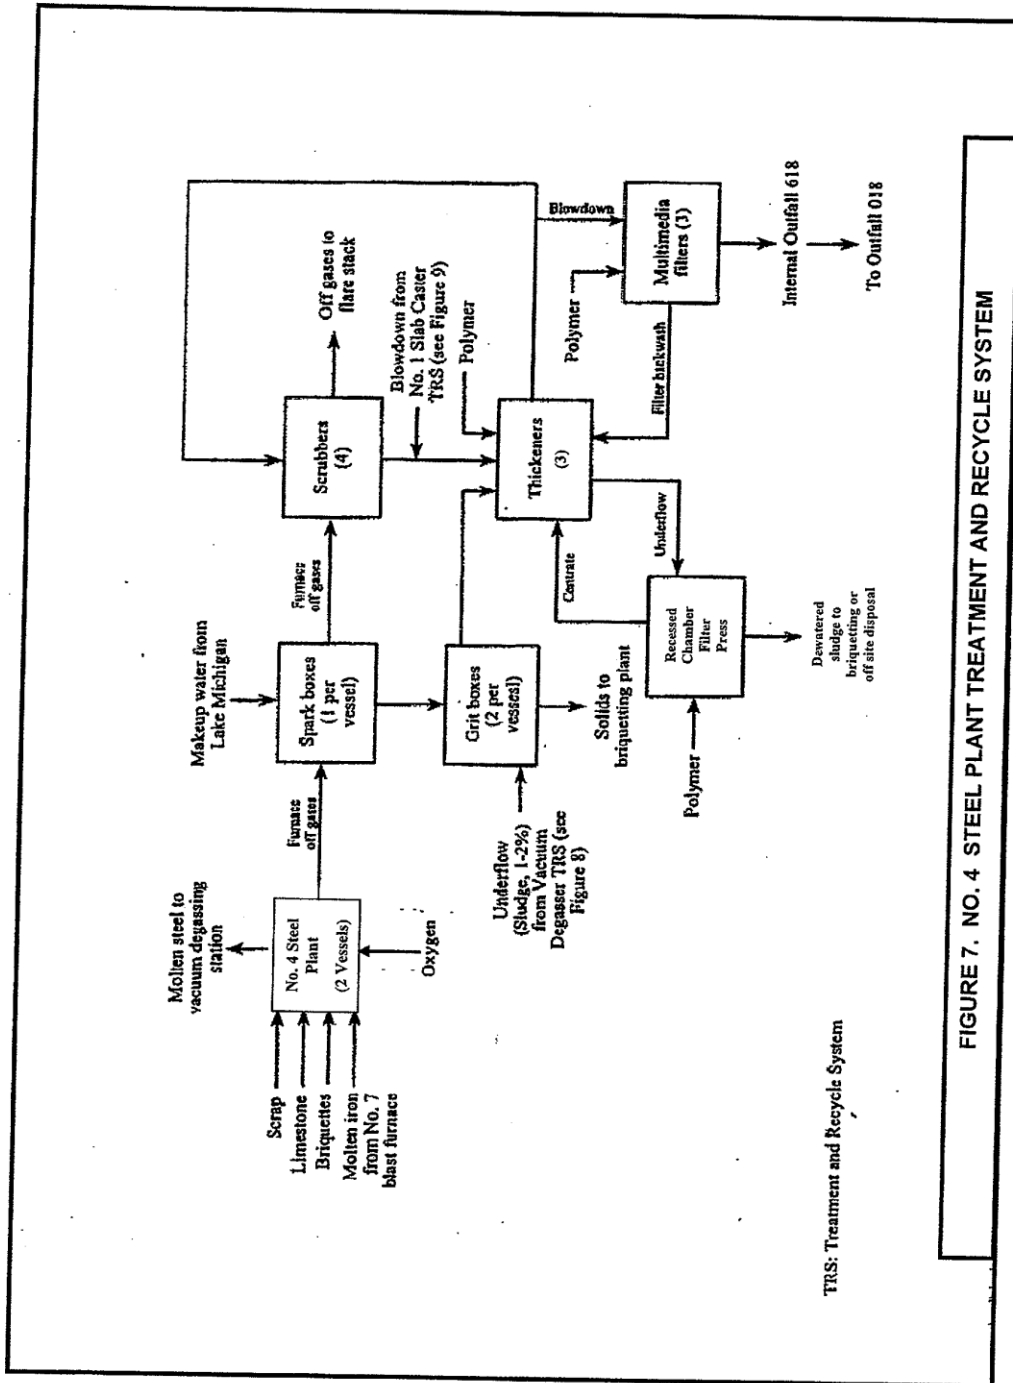 Molten steel to
vacuum degassing
station
Scrap
Limestone
Briquettes
Molten iron
from No. 7
blast furnace
No. 4 Steel
Plant
(2 Vessels)
Oxygen
Furnace
off gases
Makeup water from
Lake Michigan
Spark boxes
(1 per
vessel)
Furnace
off gases
Scrubbers
(4)
Off gases to
flare stack
Blowdown from
No. 1 Slab Caster
TRS (see Figure 9)
Polymer
Underflow
(Sludge, 1-2%)
from Vacuum
Degasser TRS (see
Figure 8)
Grit boxes
(2 per
vessel)
Solids to
briquetting plant
Thickeners
(3)
Centrate
Underflow
Blowdown
Polymer
Filter backwash
Multimedia
filters (3)
Internal Outfall 618
To Outfall 018
Polymer
Recessed
Chamber
Filter
Press
Dewatered
sludge to
briquetting or
off site disposal
TRS: Treatment and Recycle System
FIGURE 7. NO. 4 STEEL PLANT TREATMENT AND RECYCLE SYSTEM